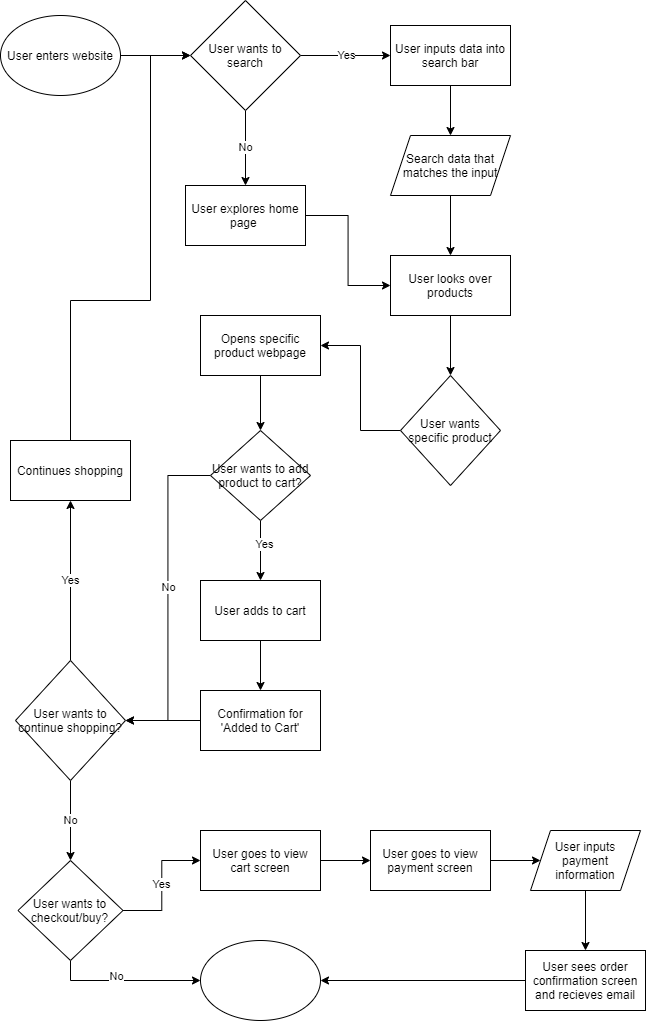 User enters website
User wants to
search
Yes
User inputs data into
search bar
No
Search data that
matches the input
User explores home
page
User looks over
products
Opens specific
product webpage
User wants
specific product
Continues shopping
User wants to add
product to cart?
Yes
No
Yes
User adds to cart
User wants to
continue shopping?
Confirmation for
'Added to Cart'
No
User goes to view
cart screen
User goes to view
payment screen
User inputs
payment
information
Yes
User wants to
checkout/buy?
No
User sees order
confirmation screen
and recieves email